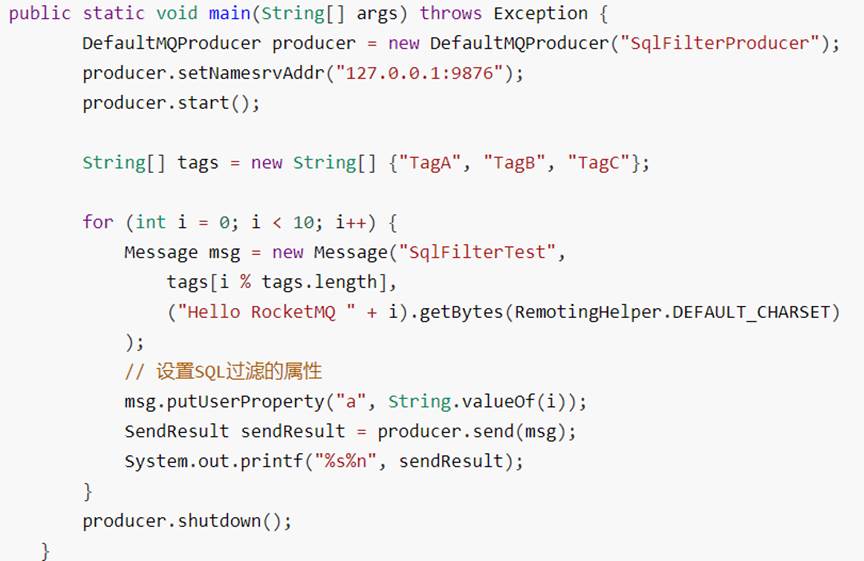 public static void main(String[] args) throws Exception {
DefaultMQProducer producer = new DefaultMQProducer("SqlFilterProducer");
producer.setNamesrvAddr("127.0.0.1:9876");
producer.start();
String[] tags = new String[] {"TagA", "TagB", "TagC"};
for (int i = 0; i < 10; i++) {
Message msg = new Message("SqlFilterTest",
tags[i % tags.length],
("Hello RocketMQ " + i).getBytes(RemotingHelper.DEFAULT_CHARSET)
);
// 设置SQL过滤的属性
msg.putUserProperty("a", String.valueOf(i));
SendResult sendResult = producer.send(msg);
System.out.printf("%s%n", sendResult);
}
producer.shutdown();
}